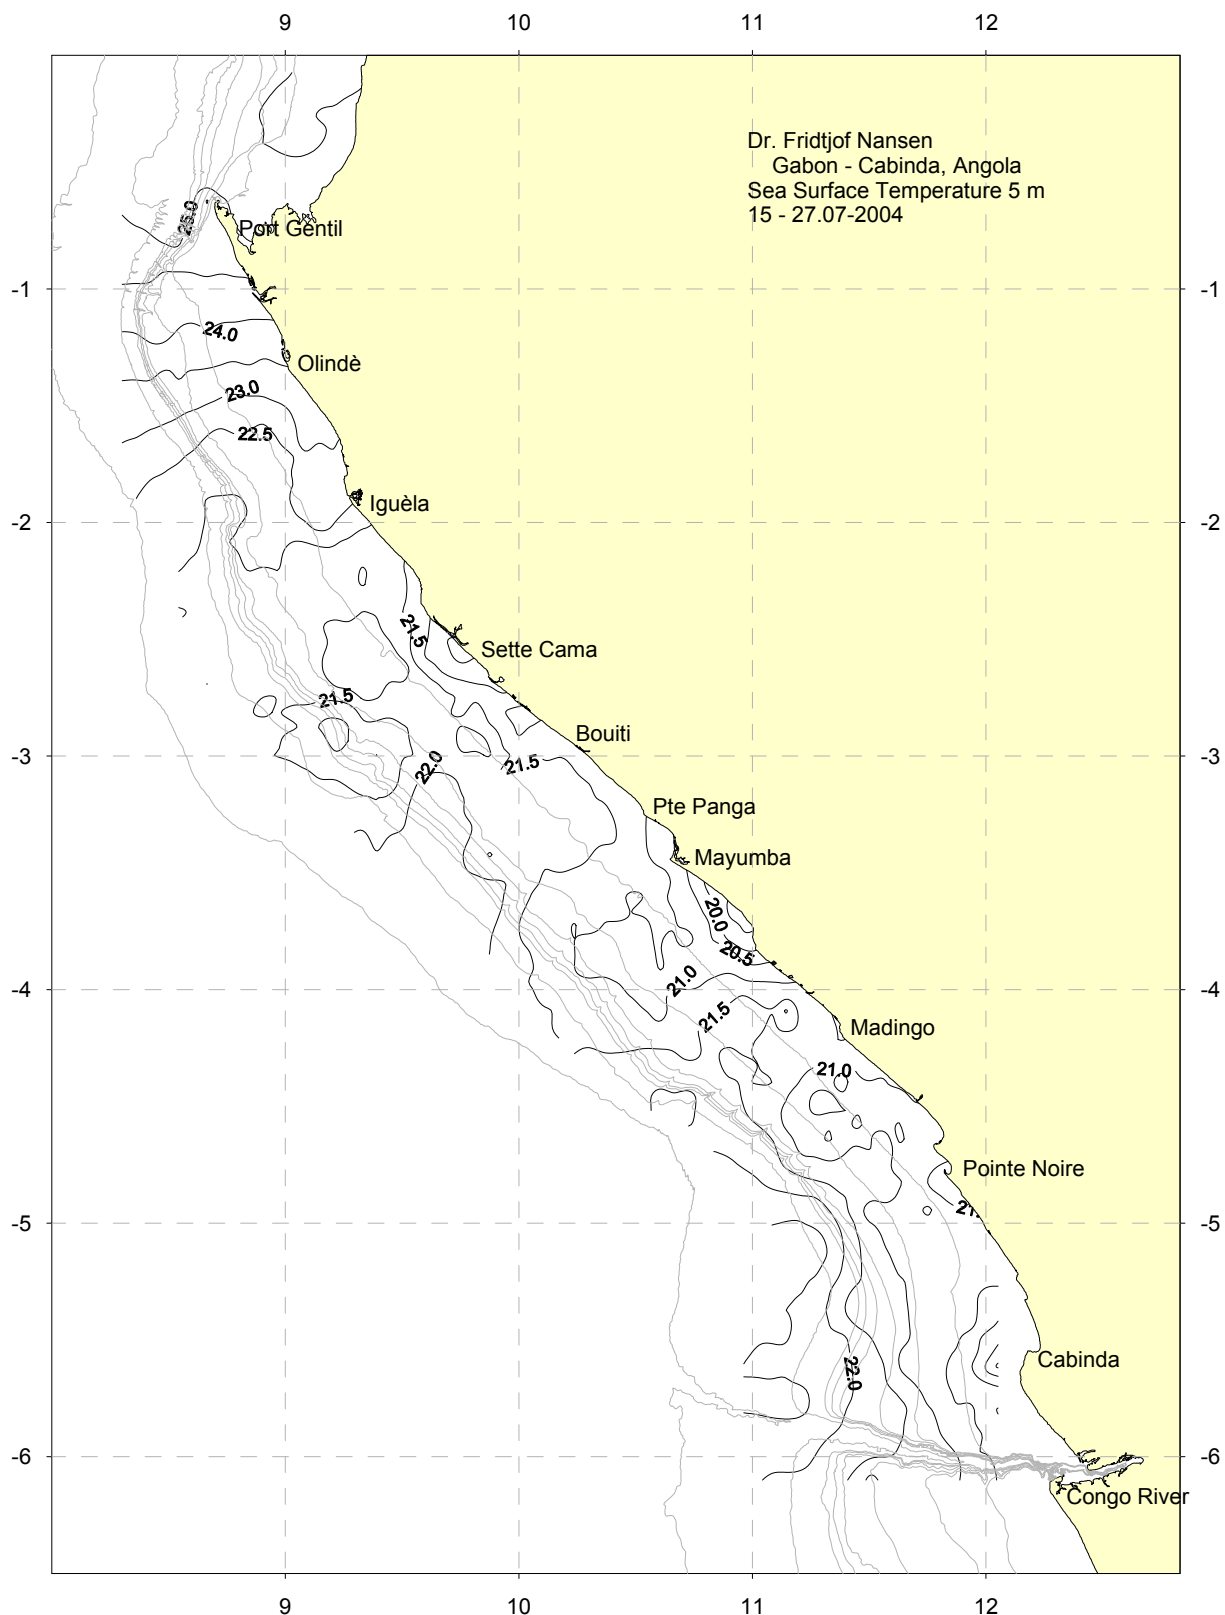 9 10 11 12
Dr. Fridtjof Nansen
Gabon - Cabinda, Angola
Sea Surface Temperature 5 m
15 - 27.07-2004
25.0
Port Gentil
-1 -1
24.0
Olindè
23.0
22.5
Iguèla
-2 -2
21.5
Sette Cama
21.5
Bouiti
-3 -3
22.0
21.5
Pte Panga
Mayumba
20.0
20.5
21.0
-4 -4
21.5
Madingo
21.0
Pointe Noire
21.
-5 -5
Cabinda
22.0
-6 -6
Congo River
9 10 11 12